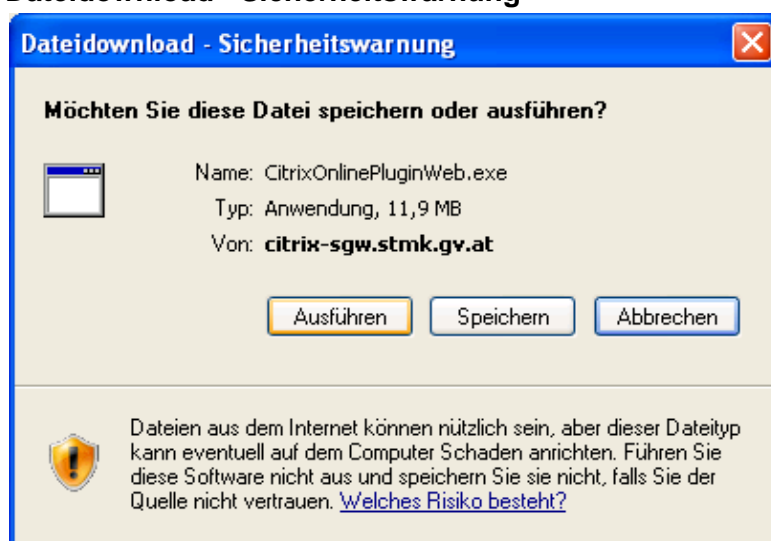 Dateidownload - Sicherheitswarnung
Dateidownload - Sicherheitswarnung
Möchten Sie diese Datei speichern oder ausführen?
Name: CitrixOnlinePluginWeb.exe
Typ: Anwendung, 11,9 MB
Von: citrix-sgw.stmk.gv.at
Ausführen Speichern Abbrechen
Dateien aus dem Internet können nützlich sein, aber dieser Dateityp
kann eventuell auf dem Computer Schaden anrichten. Führen Sie
diese Software nicht aus und speichern Sie sie nicht, falls Sie der
Quelle nicht vertrauen. Welches Risiko besteht?